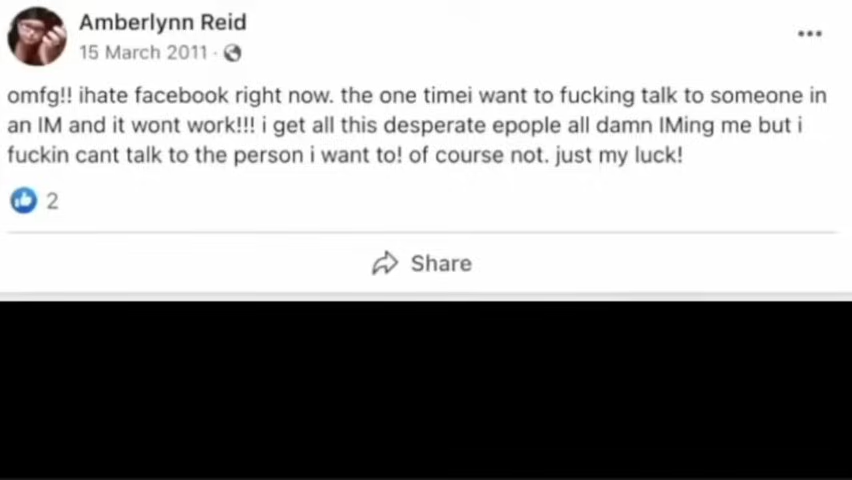 Amberlynn Reid
15 March 2011 ·
omfg!! ihate facebook right now. the one timei want to fucking talk to someone in
an IM and it wont work!!! i get all this desperate epople all damn IMing me but i
fuckin cant talk to the person i want to! of course not. just my luck!
2
Share